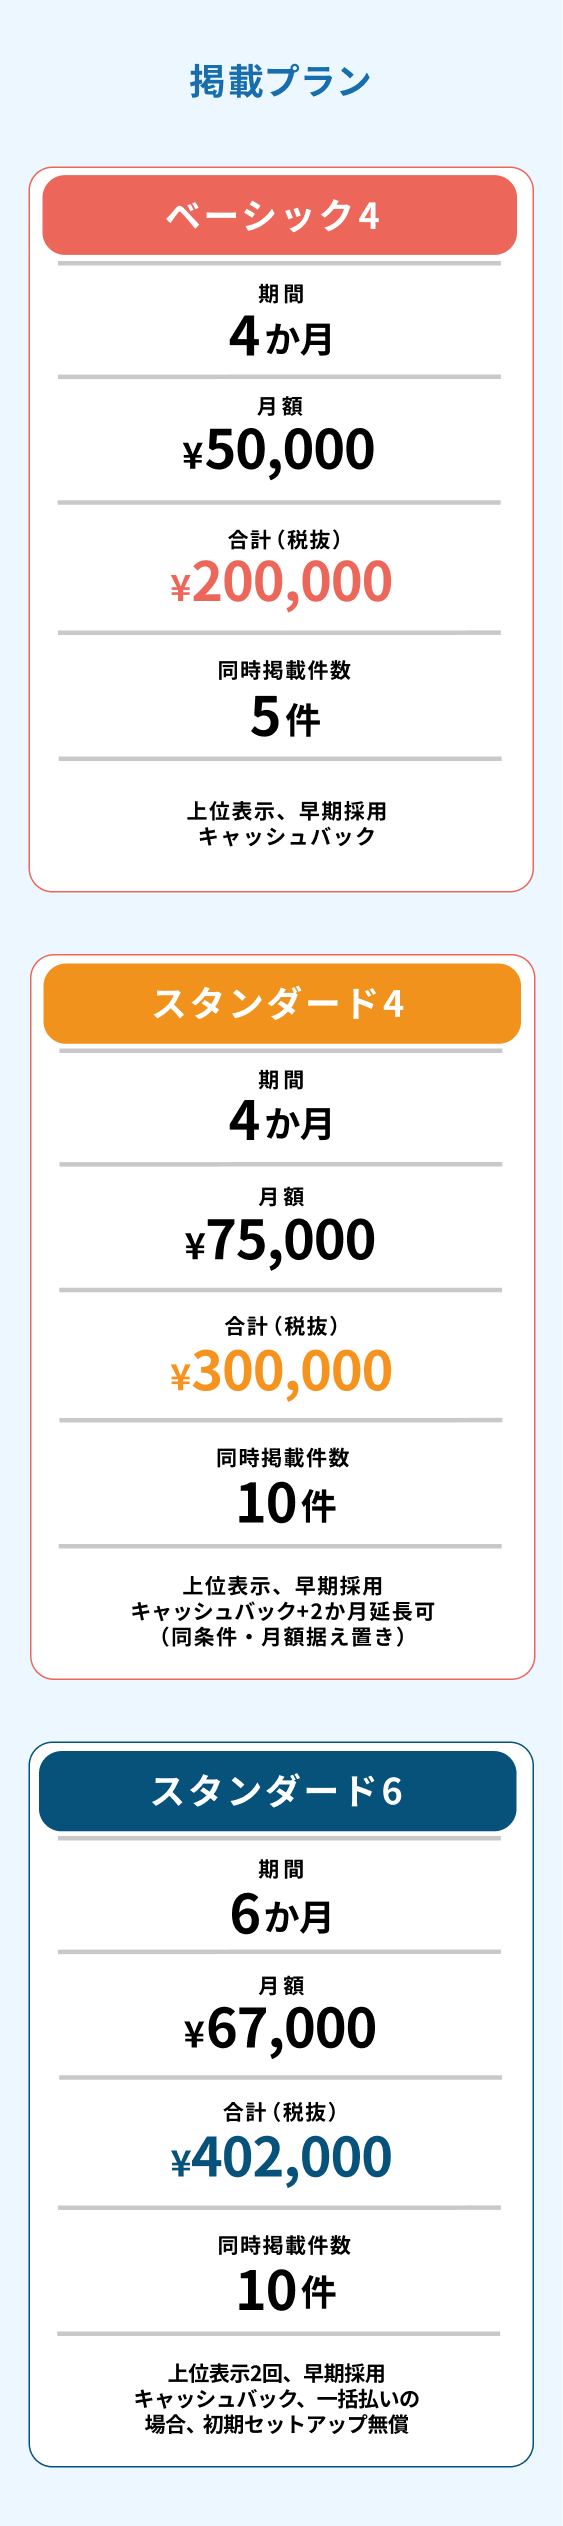 掲載プラン
ベーシック4
期間
4か月
月額
¥50,000
合計（税抜）
¥200,000
同時掲載件数
5件
上位表示、早期採用
キャッシュバック
スタンダード4
期間
4か月
月額
¥75,000
合計（税抜）
¥300,000
同時掲載件数
10件
上位表示、早期採用
キャッシュバック+2か月延長可
（同条件・月額据え置き）
スタンダード6
期間
6か月
月額
¥67,000
合計（税抜）
¥402,000
同時掲載件数
10件
上位表示2回、早期採用
キャッシュバック、一括払いの
場合、初期セットアップ無償